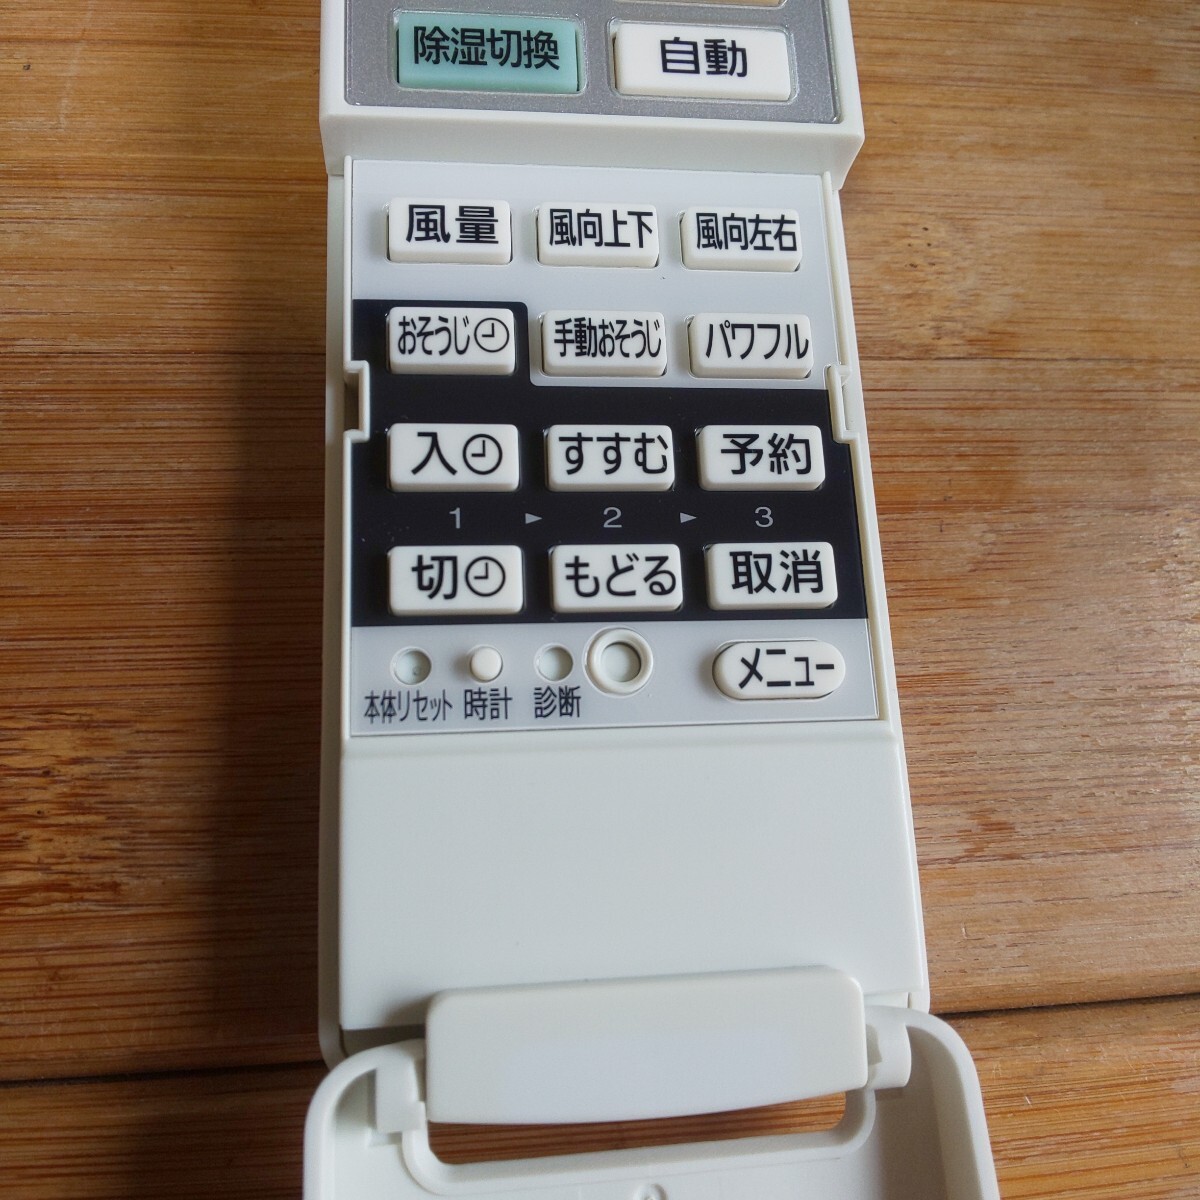 除湿切換 自動
風量 風向上下 風向左右
おそうじ 手動おそうじ パワフル
入 すすむ 予約
1 ► 2 ► 3
切 もどる 取消
メニュー
本体リセット 時計 診断